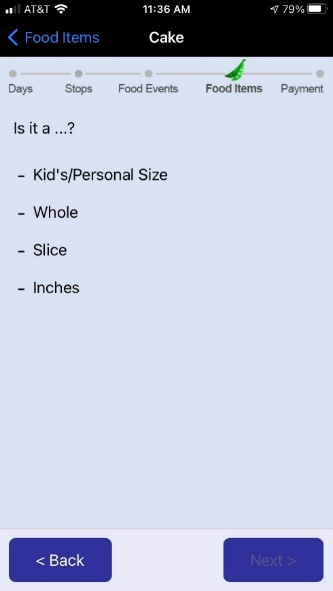 AT&T 11:36 AM 79%
< Food Items Cake
Days Stops Food Events Food Items Payment
Is it a ...?
- Kid's/Personal Size
- Whole
- Slice
- Inches
< Back Next >